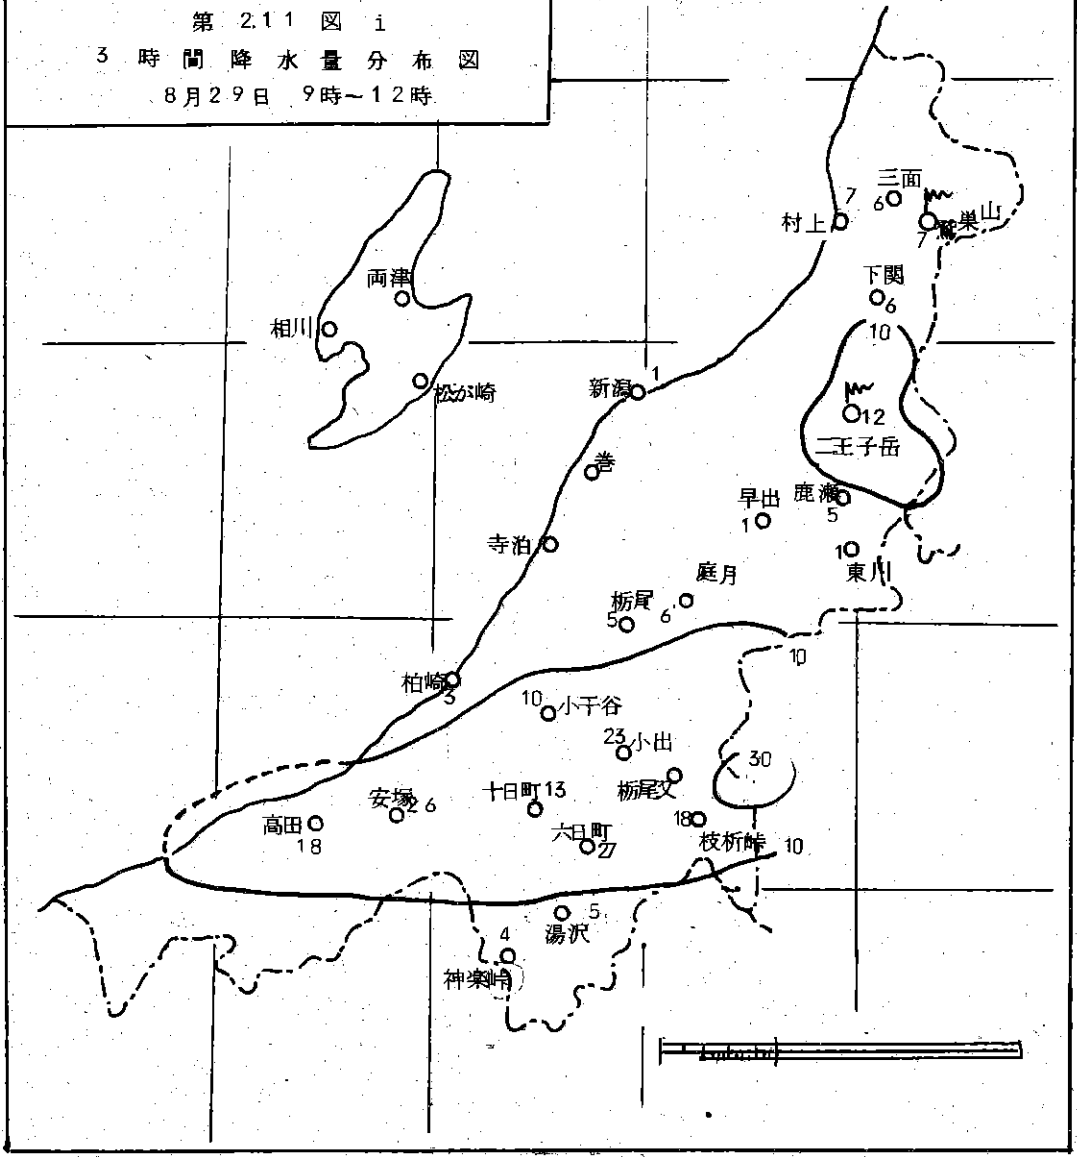 第 2.11 図 i
3 時 間 降 水 量 分 布 図
8月29日 9時~12時
三面
6
7
村上
鷲巣山
7
下関
6
10
両津
相川
松が崎
新潟
1
12
二王子岳
巻
早出
1
鹿瀬
5
寺泊
1
東川
庭月
6
栃尾
5
10
柏崎
3
10
小千谷
23
小出
30
栃尾又
安塚
26
十日町
13
高田
18
六日町
27
18
枝折峠
10
5
湯沢
4
神楽峠